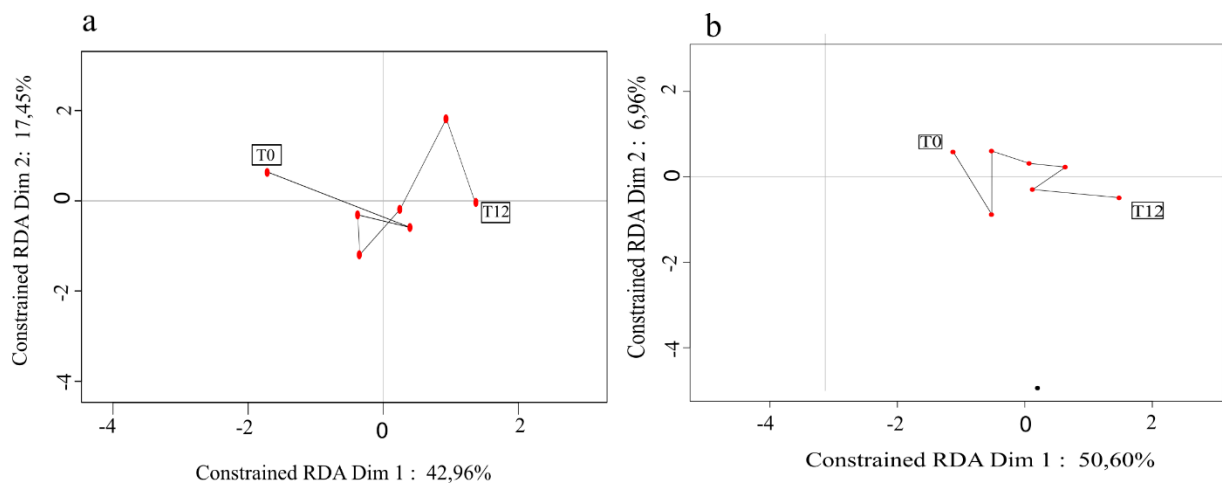 a
Constrained RDA Dim 2: 17,45%
2
0
-2
-4
T0
T12
-4
-2
0
2
Constrained RDA Dim 1 : 42,96%
b
Constrained RDA Dim 2 : 6,96%
2
0
-2
-4
T0
T12
-4
-2
0
2
Constrained RDA Dim 1 : 50,60%